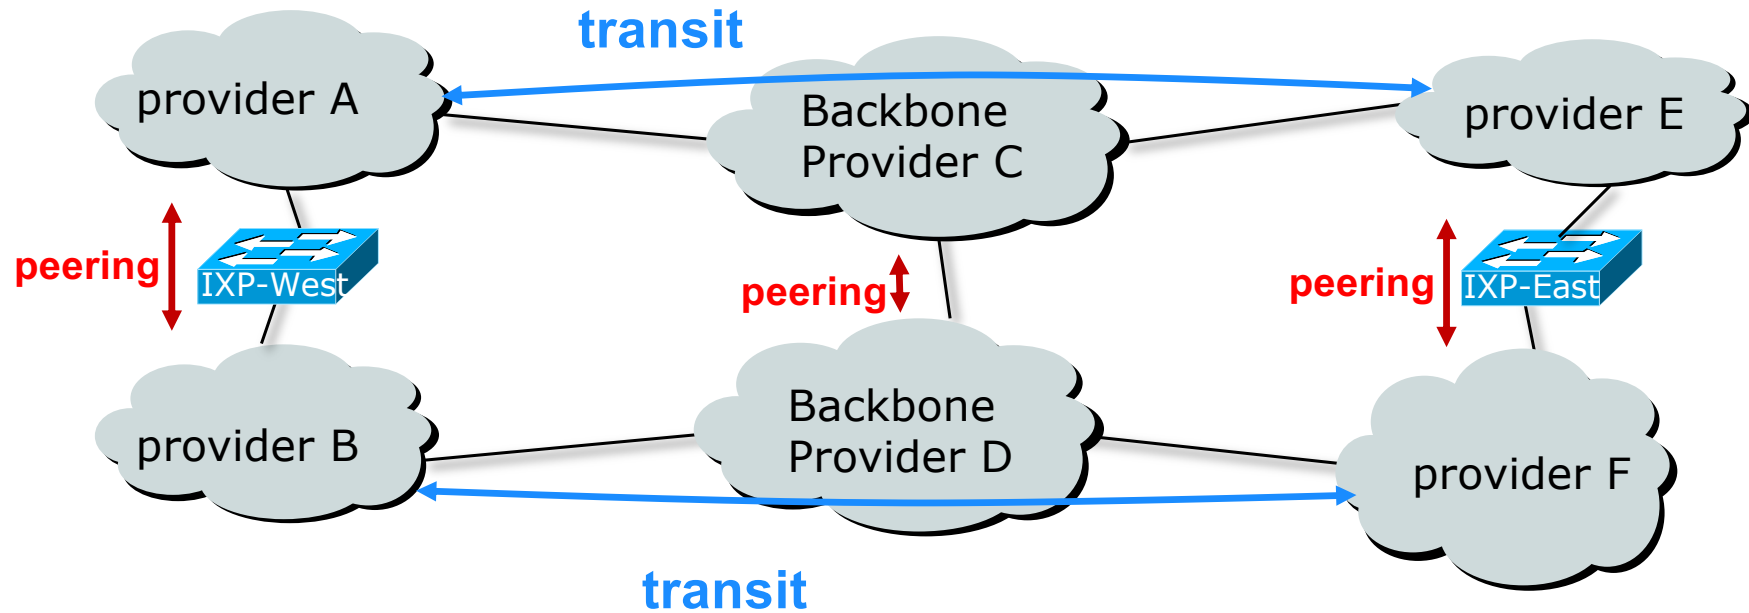 transit
provider A
Backbone
Provider C
provider E
peering
IXP-West
peering
peering
IXP-East
provider B
Backbone
Provider D
provider F
transit